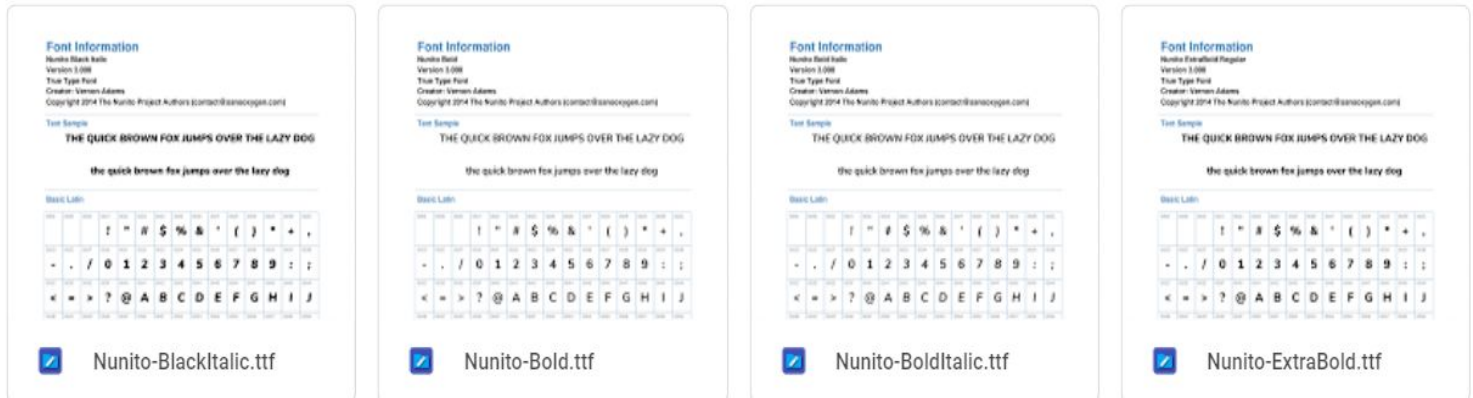 Font Information
Nunito Black Italic
Version 3.000
True Type Font
Creator: Vernon Adams
Copyright 2014 The Nunito Project Authors (contact@sansoxygen.com)
Text Sample
THE QUICK BROWN FOX JUMPS OVER THE LAZY DOG
the quick brown fox jumps over the lazy dog
Basic Latin
! " # $ % & ' ( ) * + ,
- . / 0 1 2 3 4 5 6 7 8 9 : ;
< = > ? @ A B C D E F G H I J
Nunito-BlackItalic.ttf
Font Information
Nunito Bold
Version 3.000
True Type Font
Creator: Vernon Adams
Copyright 2014 The Nunito Project Authors (contact@sansoxygen.com)
Text Sample
THE QUICK BROWN FOX JUMPS OVER THE LAZY DOG
the quick brown fox jumps over the lazy dog
Basic Latin
! " # $ % & ' ( ) * + ,
- . / 0 1 2 3 4 5 6 7 8 9 : ;
< = > ? @ A B C D E F G H I J
Nunito-Bold.ttf
Font Information
Nunito Bold Italic
Version 3.000
True Type Font
Creator: Vernon Adams
Copyright 2014 The Nunito Project Authors (contact@sansoxygen.com)
Text Sample
THE QUICK BROWN FOX JUMPS OVER THE LAZY DOG
the quick brown fox jumps over the lazy dog
Basic Latin
! " # $ % & ' ( ) * + ,
- . / 0 1 2 3 4 5 6 7 8 9 : ;
< = > ? @ A B C D E F G H I J
Nunito-BoldItalic.ttf
Font Information
Nunito ExtraBold Regular
Version 3.000
True Type Font
Creator: Vernon Adams
Copyright 2014 The Nunito Project Authors (contact@sansoxygen.com)
Text Sample
THE QUICK BROWN FOX JUMPS OVER THE LAZY DOG
the quick brown fox jumps over the lazy dog
Basic Latin
! " # $ % & ' ( ) * + ,
- . / 0 1 2 3 4 5 6 7 8 9 : ;
< = > ? @ A B C D E F G H I J
Nunito-ExtraBold.ttf